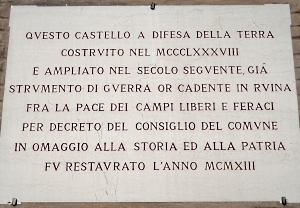 QVESTO CASTELLO A DIFESA DELLA TERRA
COSTRVITO NEL MCCCLXXXVIII
E AMPLIATO NEL SECOLO SEGVENTE, GIÁ
STRVMENTO DI GVERRA OR CADENTE IN RVINA
FRA LA PACE DEI CAMPI LIBERI E FERACI
PER DECRETO DEL CONSIGLIO DEL COMVNE
IN OMAGGIO ALLA STORIA ED ALLA PATRIA
FV RESTAVRATO L'ANNO MCMXIII